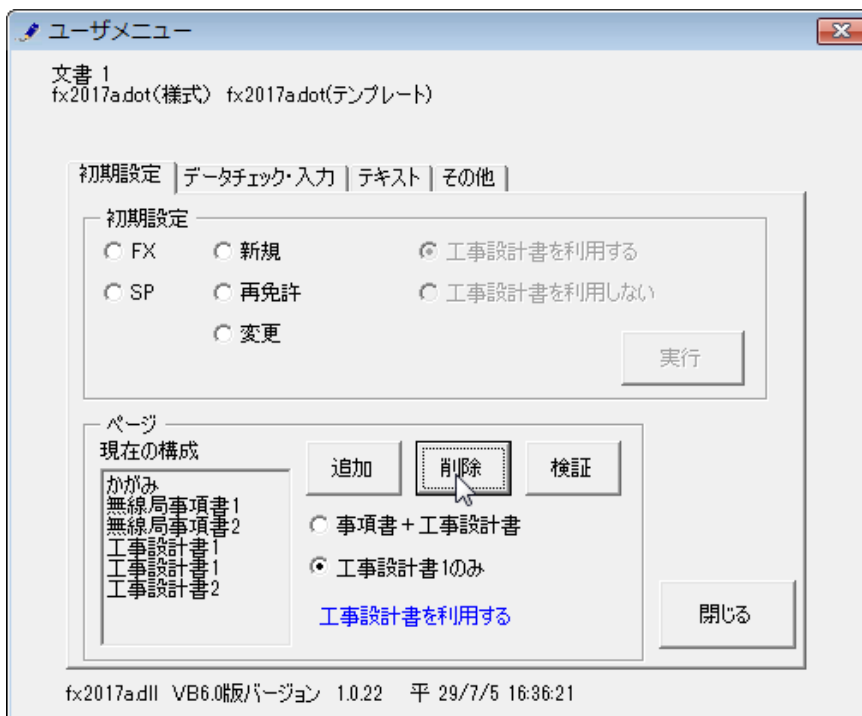 ユーザメニュー
文書 1
fx2017a.dot(様式) fx2017a.dot(テンプレート)
初期設定 データチェック・入力 テキスト その他
初期設定
FX 新規 工事設計書を利用する
SP 再免許 工事設計書を利用しない
変更
実行
ページ
現在の構成
追加 削除 検証
かがみ
無線局事項書1
無線局事項書2
工事設計書1
工事設計書1
工事設計書2
事項書+工事設計書
工事設計書1のみ
工事設計書を利用する
閉じる
fx2017a.dll VB6.0版バージョン 1.0.22 平 29/7/5 16:36:21